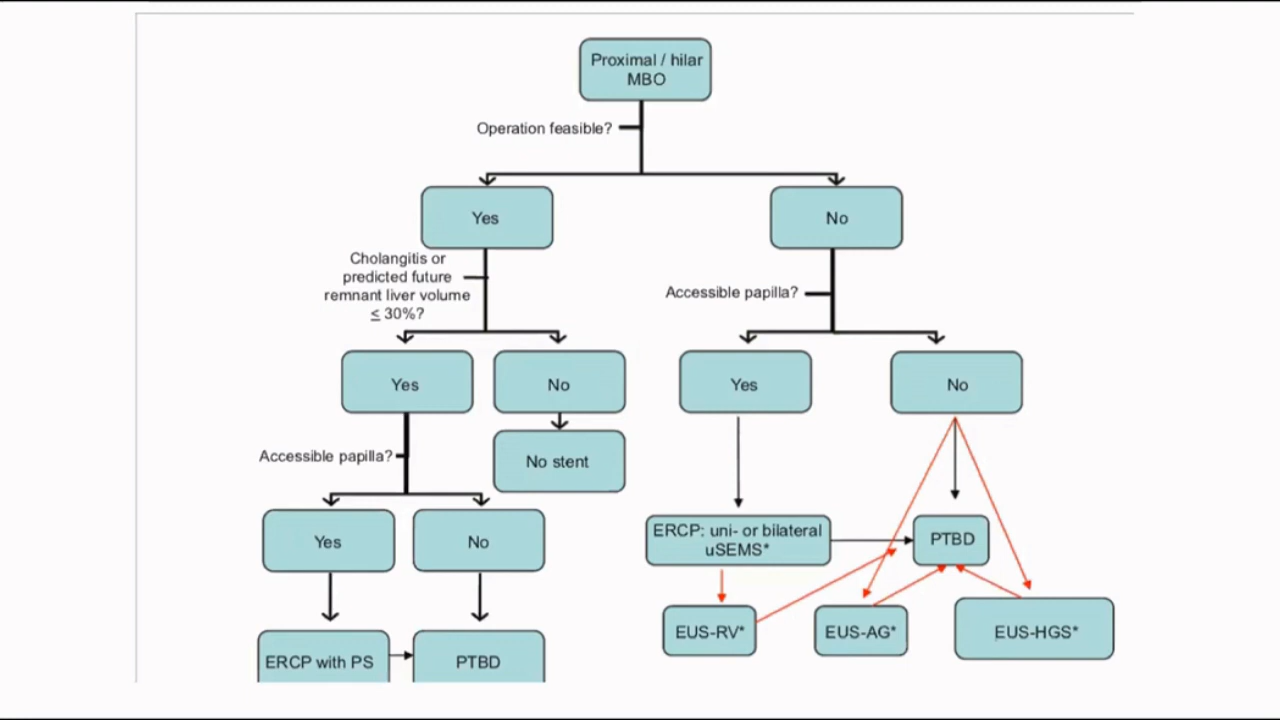 Proximal / hilar
MBO
Operation feasible?
Yes
No
Cholangitis or
predicted future
remnant liver volume
≤ 30%?
Accessible papilla?
Yes
No
Yes
No
Accessible papilla?
No stent
Yes
No
ERCP: uni- or bilateral
uSEMS*
PTBD
EUS-RV*
EUS-AG*
EUS-HGS*
ERCP with PS
PTBD